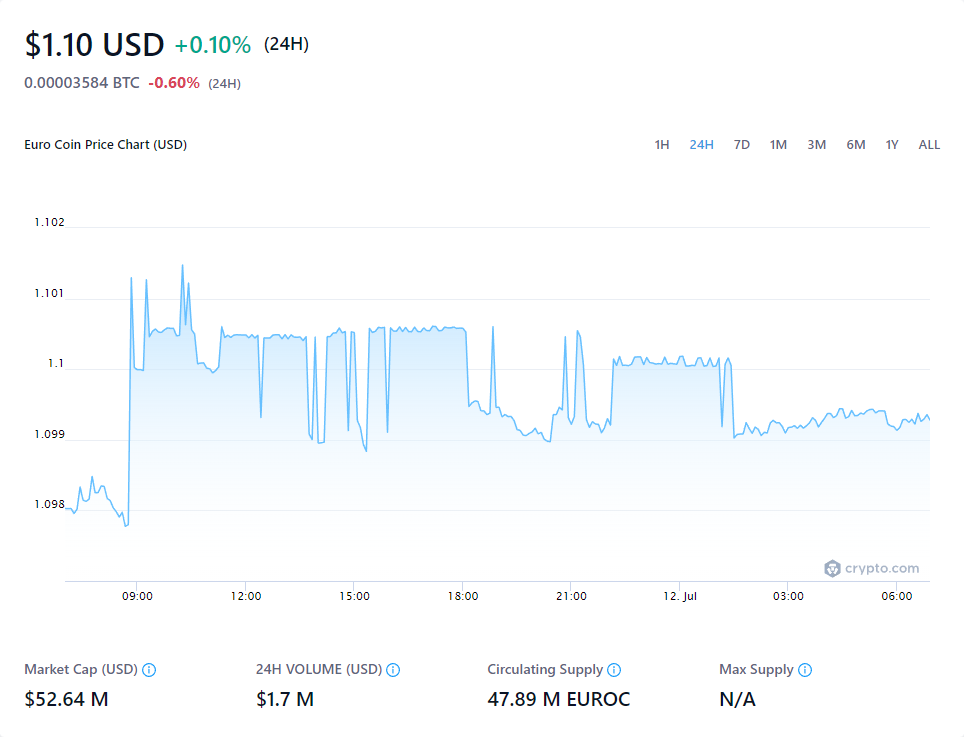 $1.10 USD +0.10% (24H)
0.00003584 BTC -0.60% (24H)
Euro Coin Price Chart (USD) 1H 24H 7D 1M 3M 6M 1Y ALL
1.102
1.101
1.1
1.099
1.098
crypto.com
09:00 12:00 15:00 18:00 21:00 12. Jul 03:00 06:00
Market Cap (USD) 24H VOLUME (USD) Circulating Supply Max Supply
$52.64 M $1.7 M 47.89 M EUROC N/A